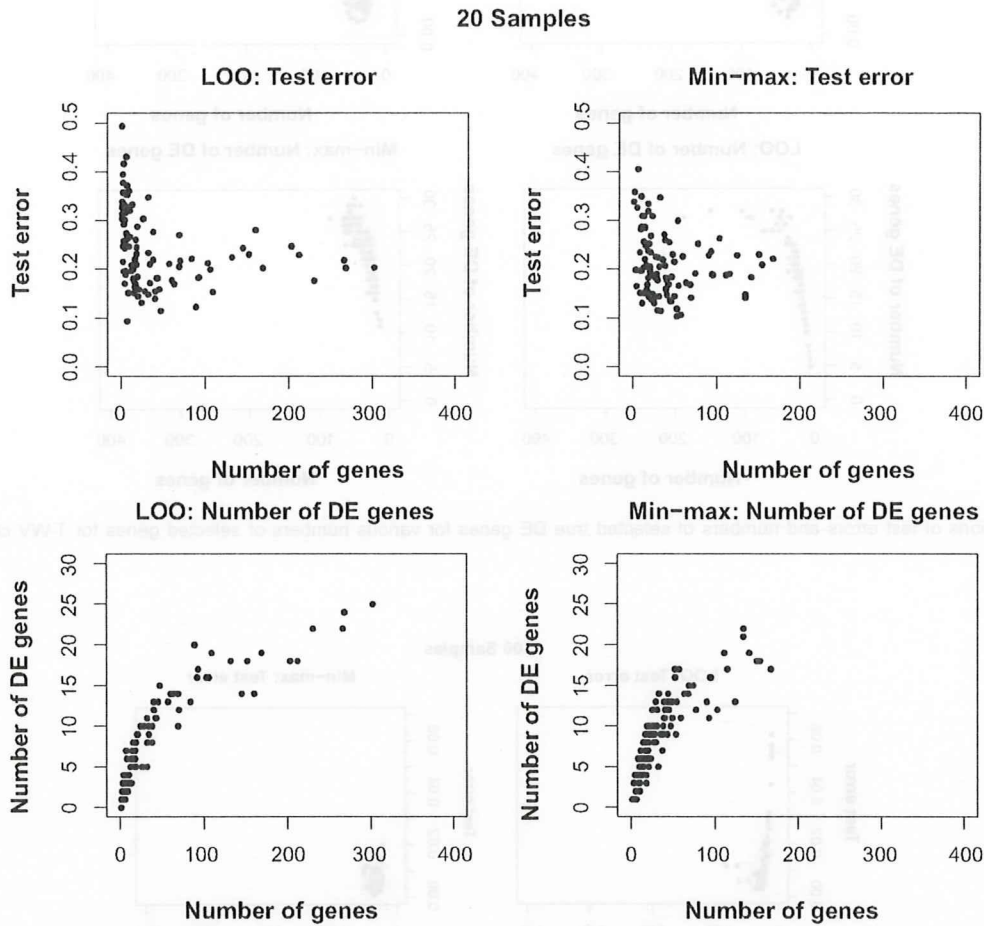 20 Samples
LOO: Test error
Min-max: Test error
0.0 0.1 0.2 0.3 0.4 0.5
Test error
0 100 200 300 400
Number of genes
0.0 0.1 0.2 0.3 0.4 0.5
Test error
0 100 200 300 400
Number of genes
LOO: Number of DE genes
Min-max: Number of DE genes
0 5 10 15 20 25 30
Number of DE genes
0 100 200 300 400
Number of genes
0 5 10 15 20 25 30
Number of DE genes
0 100 200 300 400
Number of genes